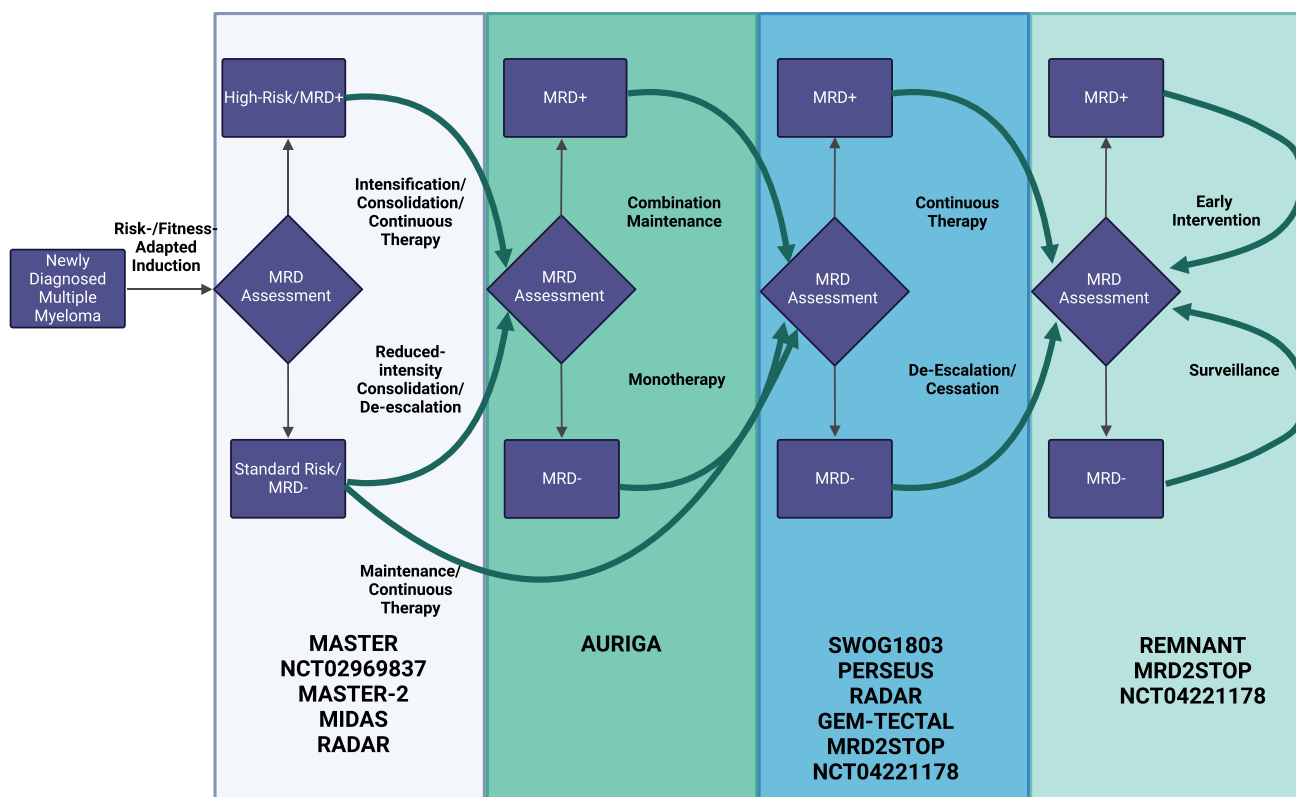 Newly
Diagnosed
Multiple
Myeloma
Risk-/Fitness-
Adapted
Induction
High-Risk/MRD+
MRD
Assessment
Standard Risk/
MRD-
Intensification/
Consolidation/
Continuous
Therapy
Reduced-
intensity
Consolidation/
De-escalation
Maintenance/
Continuous
Therapy
MASTER
NCT02969837
MASTER-2
MIDAS
RADAR
MRD+
MRD
Assessment
MRD-
Combination
Maintenance
Monotherapy
AURIGA
MRD+
MRD
Assessment
MRD-
Continuous
Therapy
De-Escalation/
Cessation
SWOG1803
PERSEUS
RADAR
GEM-TECTAL
MRD2STOP
NCT04221178
MRD+
MRD
Assessment
MRD-
Early
Intervention
Surveillance
REMNANT
MRD2STOP
NCT04221178